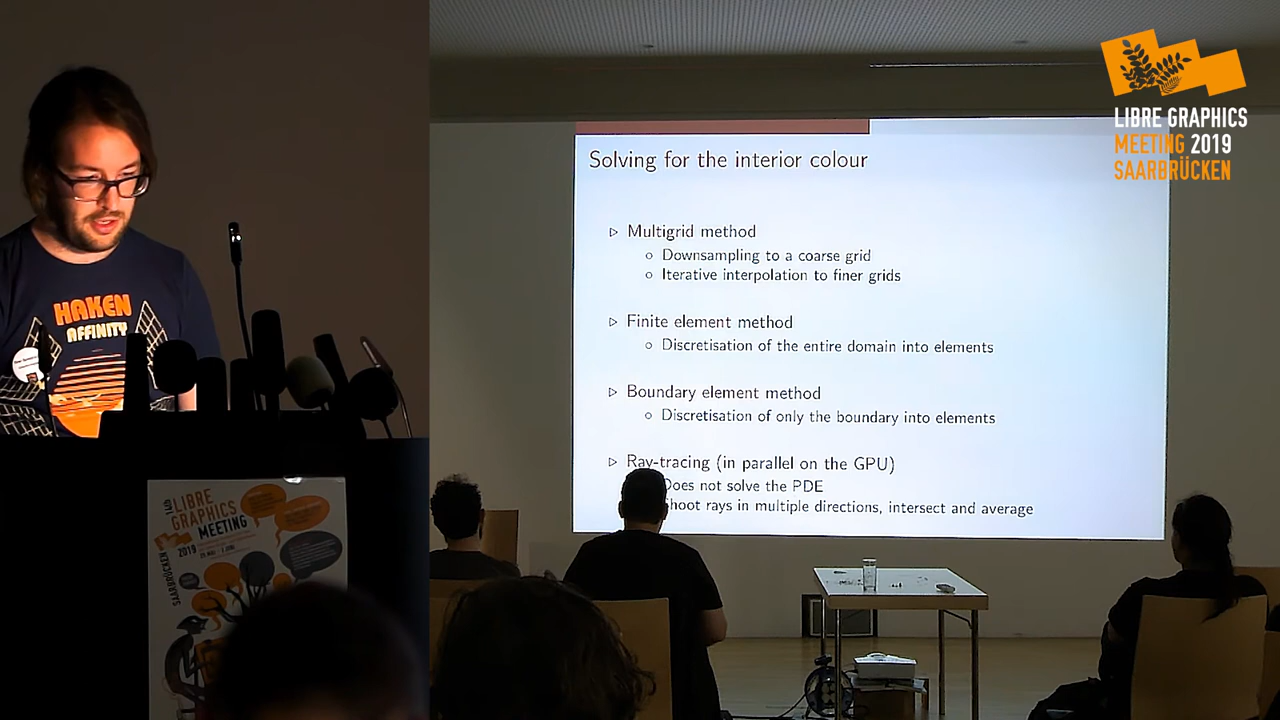 LIBRE GRAPHICS
MEETING 2019
SAARBRÜCKEN
Solving for the interior colour
Multigrid method
Downsampling to a coarse grid
Iterative interpolation to finer grids
Finite element method
Discretisation of the entire domain into elements
Boundary element method
Discretisation of only the boundary into elements
Ray-tracing (in parallel on the GPU)
Does not solve the PDE
Shoot rays in multiple directions, intersect and average
HAKEN
AFFINITY
LIBRE
GRAPHICS
MEETING
2019
SAARBRÜCKEN